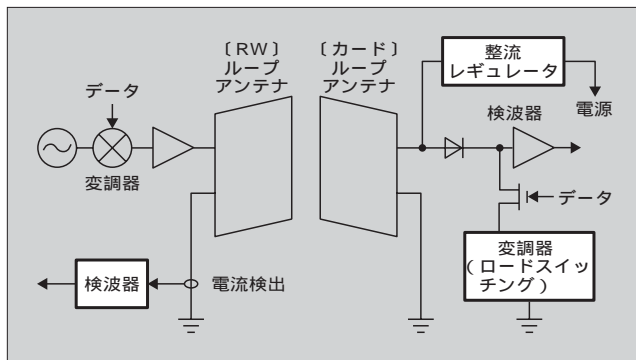 〔RW〕
ループ
アンテナ
〔カード〕
ループ
アンテナ
整流
レギュレータ
データ
検波器
電源
変調器
データ
変調器
(ロードスイッ
チング)
検波器
電流検出